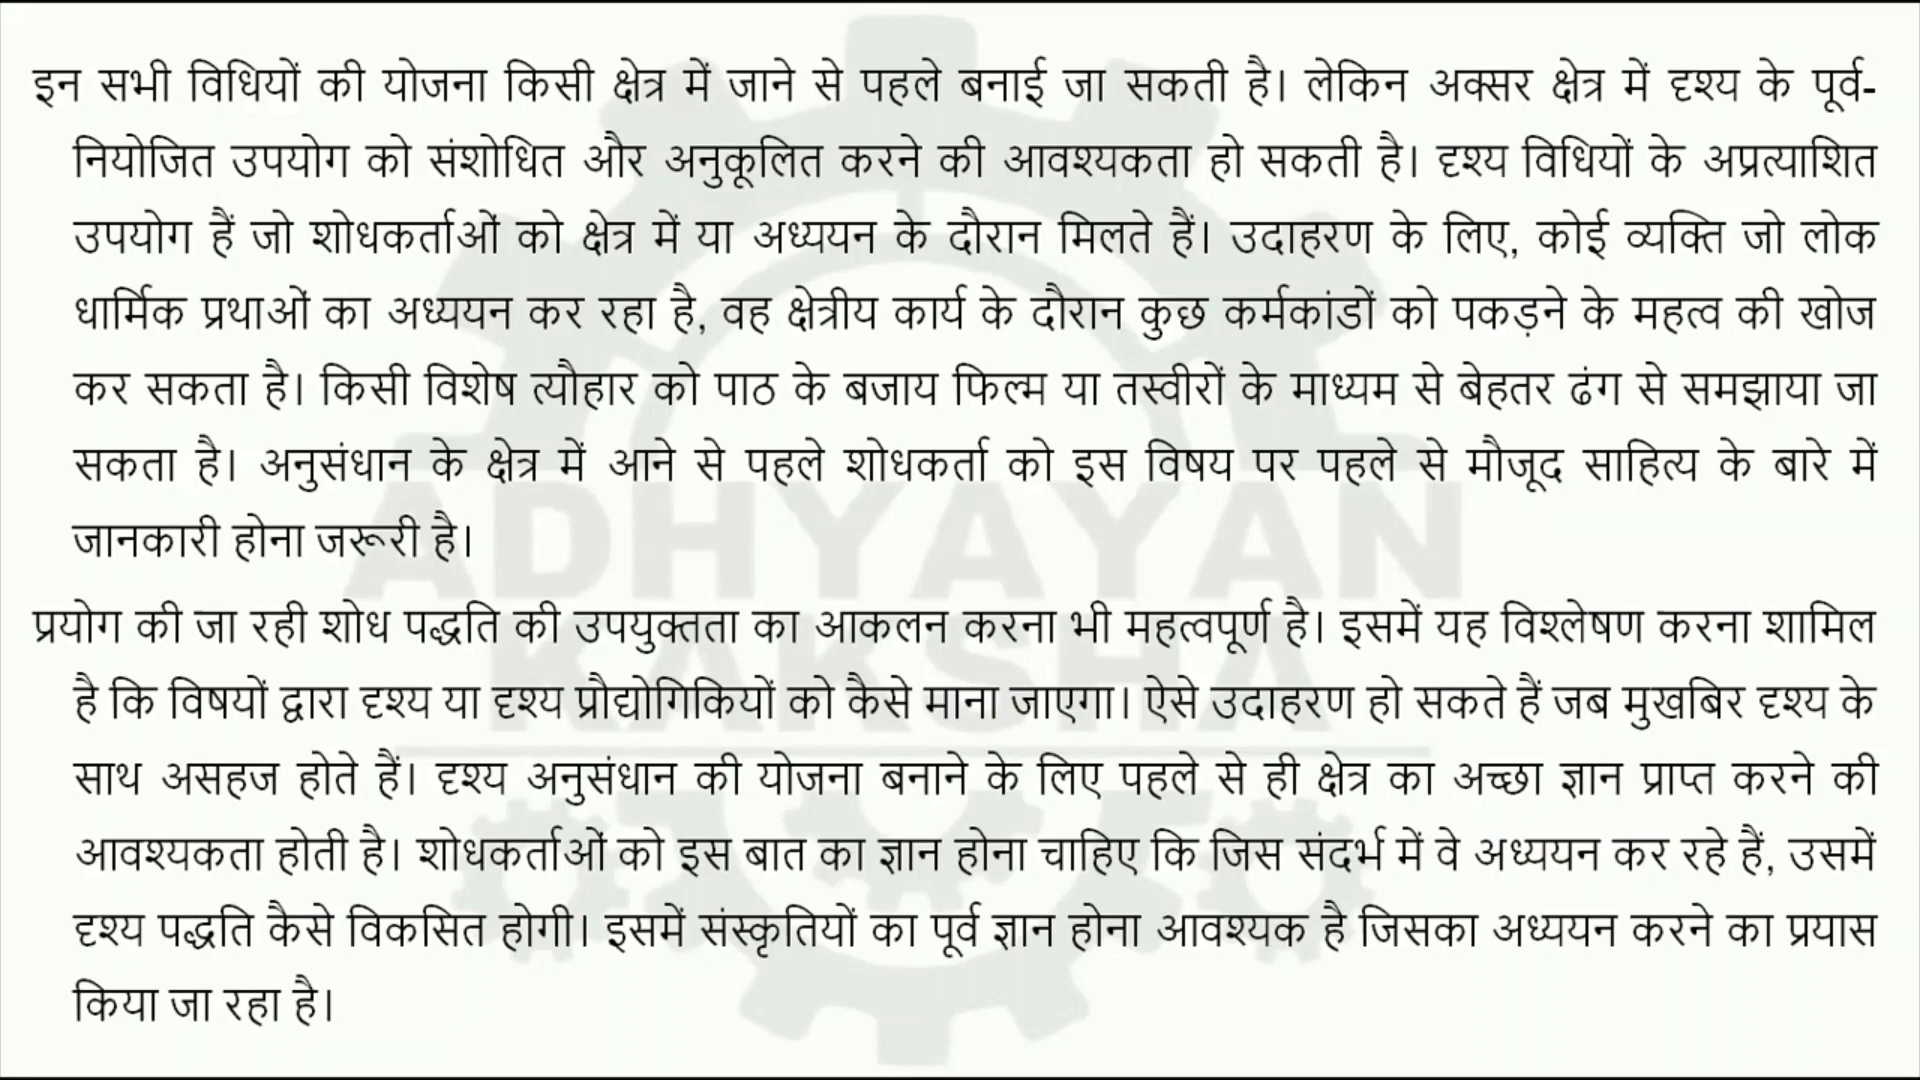 इन सभी विधियों की योजना किसी क्षेत्र में जाने से पहले बनाई जा सकती है। लेकिन अक्सर क्षेत्र में दृश्य के पूर्व-
नियोजित उपयोग को संशोधित और अनुकूलित करने की आवश्यकता हो सकती है। दृश्य विधियों के अप्रत्याशित
उपयोग हैं जो शोधकर्ताओं को क्षेत्र में या अध्ययन के दौरान मिलते हैं। उदाहरण के लिए, कोई व्यक्ति जो लोक
धार्मिक प्रथाओं का अध्ययन कर रहा है, वह क्षेत्रीय कार्य के दौरान कुछ कर्मकांडों को पकड़ने के महत्व की खोज
कर सकता है। किसी विशेष त्यौहार को पाठ के बजाय फिल्म या तस्वीरों के माध्यम से बेहतर ढंग से समझाया जा
सकता है। अनुसंधान के क्षेत्र में आने से पहले शोधकर्ता को इस विषय पर पहले से मौजूद साहित्य के बारे में
जानकारी होना जरूरी है।
प्रयोग की जा रही शोध पद्धति की उपयुक्तता का आकलन करना भी महत्वपूर्ण है। इसमें यह विश्लेषण करना शामिल
है कि विषयों द्वारा दृश्य या दृश्य प्रौद्योगिकियों को कैसे माना जाएगा। ऐसे उदाहरण हो सकते हैं जब मुखबिर दृश्य के
साथ असहज होते हैं। दृश्य अनुसंधान की योजना बनाने के लिए पहले से ही क्षेत्र का अच्छा ज्ञान प्राप्त करने की
आवश्यकता होती है। शोधकर्ताओं को इस बात का ज्ञान होना चाहिए कि जिस संदर्भ में वे अध्ययन कर रहे हैं, उसमें
दृश्य पद्धति कैसे विकसित होगी। इसमें संस्कृतियों का पूर्व ज्ञान होना आवश्यक है जिसका अध्ययन करने का प्रयास
किया जा रहा है।
ADHYAYAN
KAKSHA